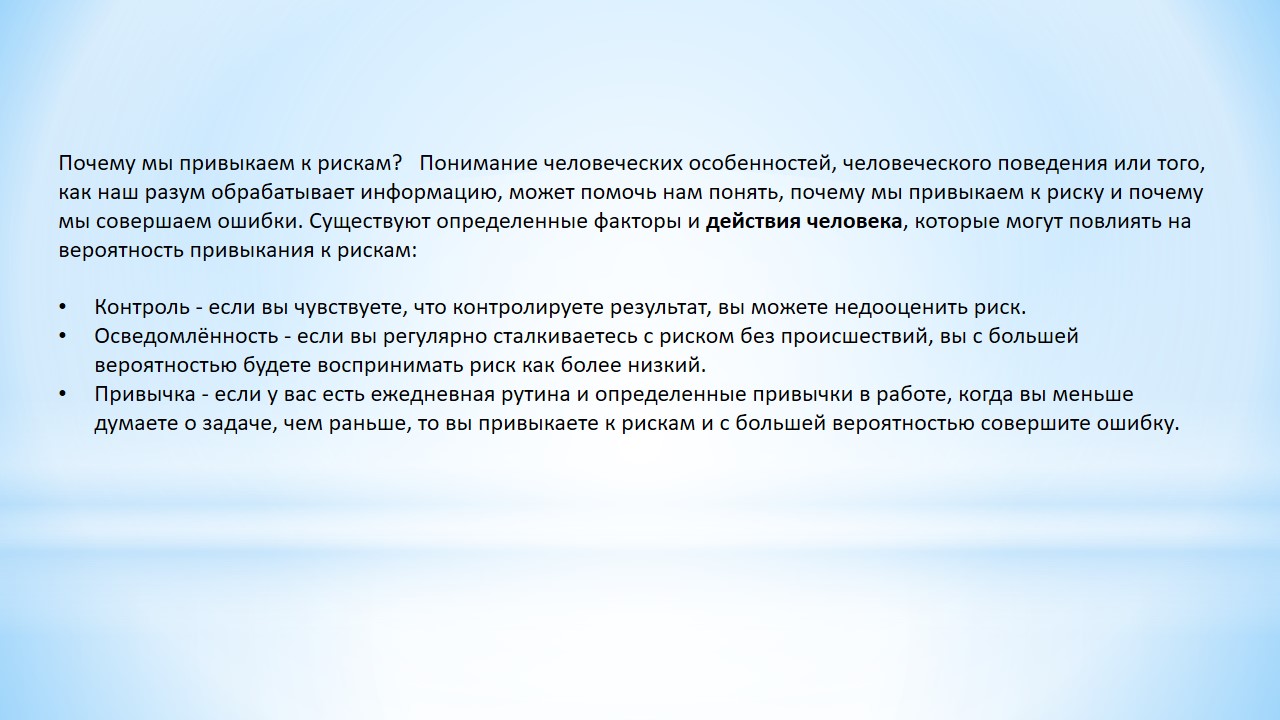 Почему мы привыкаем к рискам?   Понимание человеческих особенностей, человеческого поведения или того,
как наш разум обрабатывает информацию, может помочь нам понять, почему мы привыкаем к риску и почему
мы совершаем ошибки. Существуют определенные факторы и действия человека, которые могут повлиять на
вероятность привыкания к рискам:
• Контроль - если вы чувствуете, что контролируете результат, вы можете недооценить риск.
• Осведомлённость - если вы регулярно сталкиваетесь с риском без происшествий, вы с большей
вероятностью будете воспринимать риск как более низкий.
• Привычка - если у вас есть ежедневная рутина и определенные привычки в работе, когда вы меньше
думаете о задаче, чем раньше, то вы привыкаете к рискам и с большей вероятностью совершите ошибку.